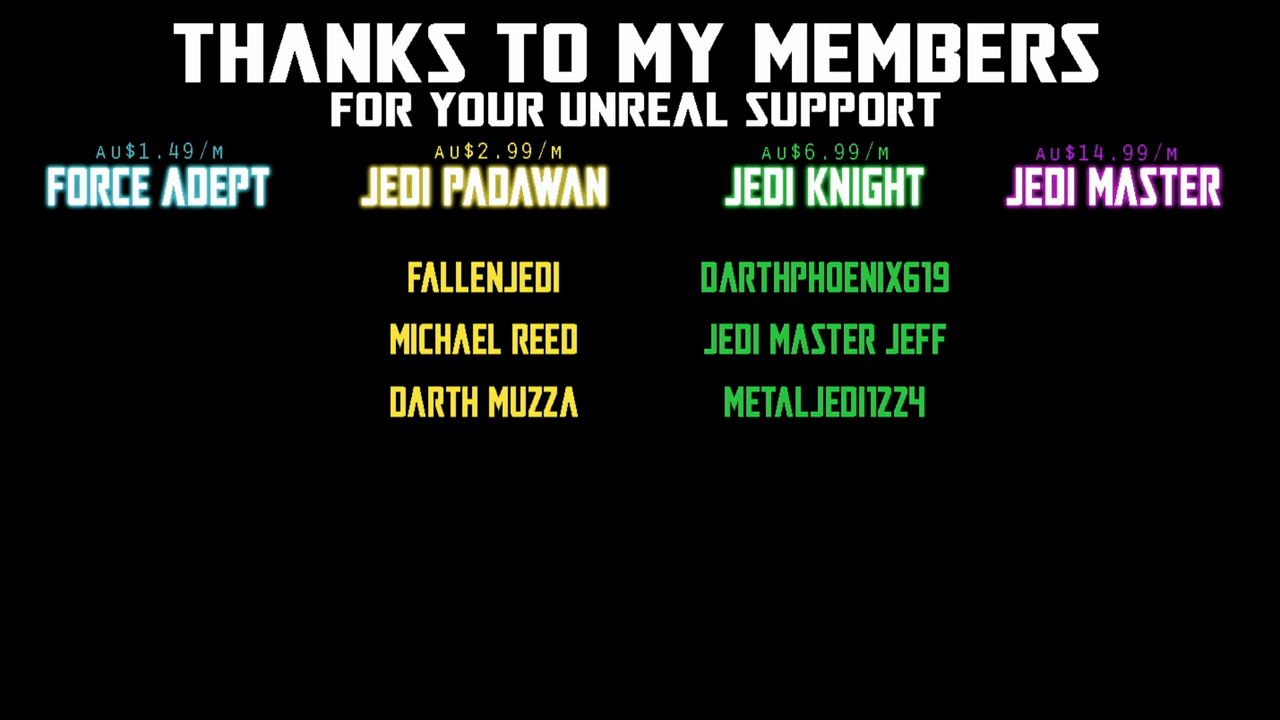 THANKS TO MY MEMBERS
FOR YOUR UNREAL SUPPORT
AU$1.49/M AU$2.99/M AU$6.99/M AU$14.99/M
FORCE ADEPT JEDI PADAWAN JEDI KNIGHT JEDI MASTER
FALLENJEDI DARTHPHOENIX619
MICHAEL REED JEDI MASTER JEFF
DARTH MUZZA METALJEDI1224